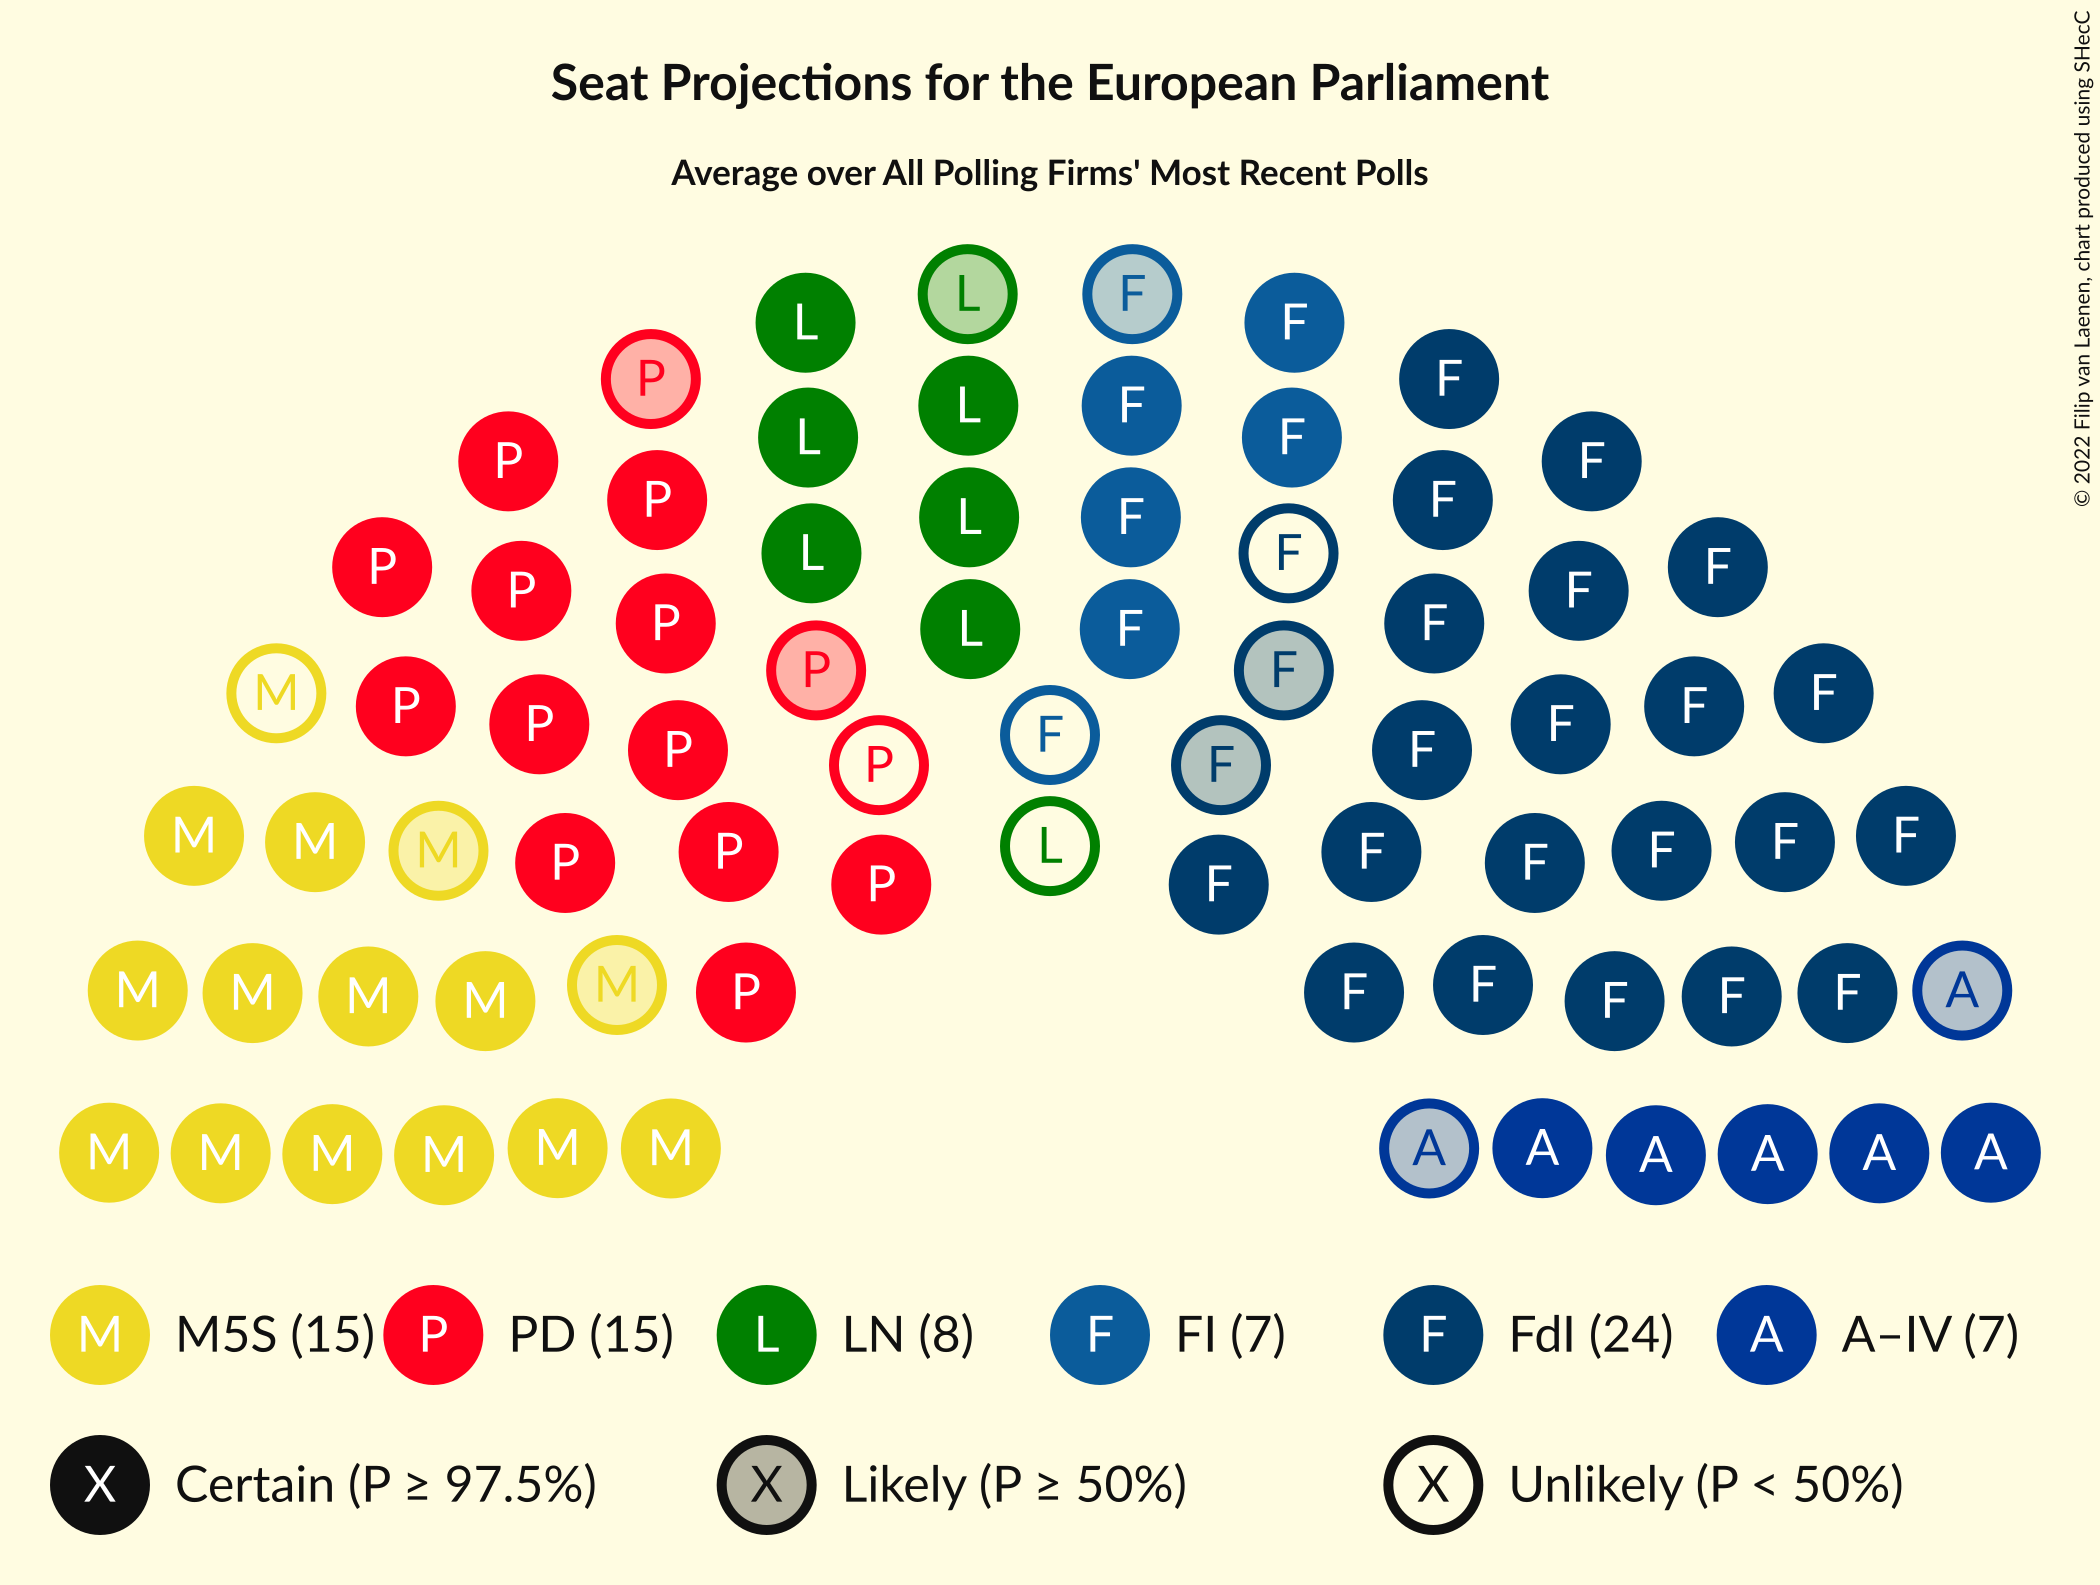 Seat Projections for the European Parliament
Average over All Polling Firms' Most Recent Polls
© 2022 Filip van Laenen, chart produced using SHecC
L F
L F
P F
L F
P F
L F
P F
L F
P F
L F
P F
P F
L F
P F
P F
L F
M F
P F
P F
P F
F
P F
M F
M F
L
M F
P F
P F
P F
M A
M F
M F
M F
M F
P F
M M M M M M A A A A A A
M M5S (15) P PD (15) L LN (8) F FI (7) F FdI (24) A A–IV (7)
X Certain (P ≥ 97.5%) X Likely (P ≥ 50%) X Unlikely (P < 50%)